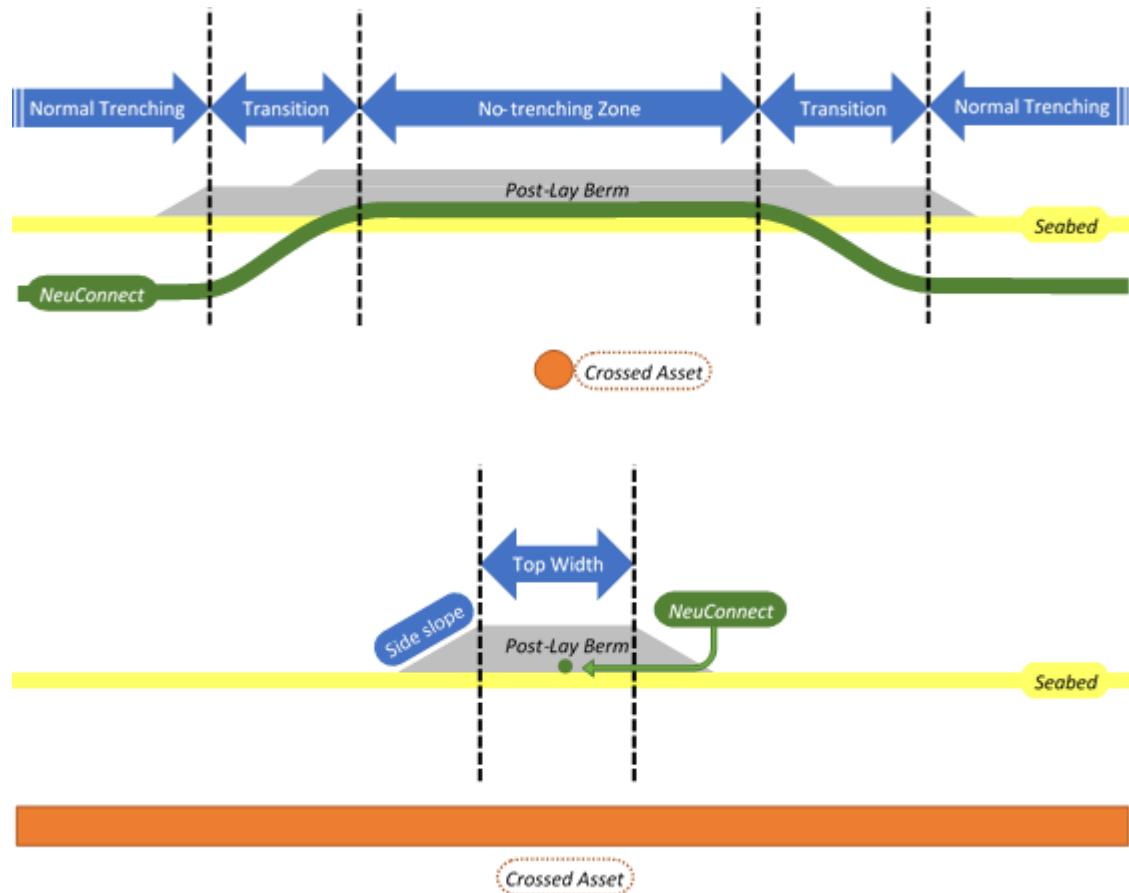 Normal Trenching
Transition
No-trenching Zone
Transition
Normal Trenching
Post-Lay Berm
Seabed
NeuConnect
Crossed Asset
Top Width
Side slope
NeuConnect
Post-Lay Berm
Seabed
Crossed Asset